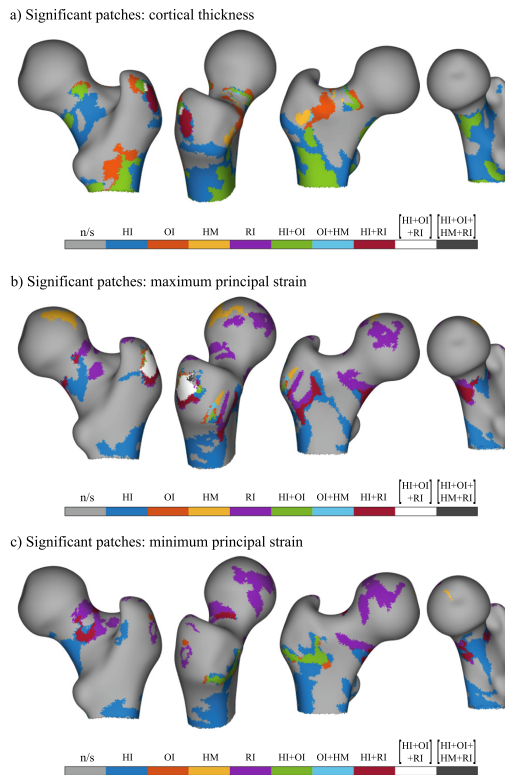 a) Significant patches: cortical thickness
n/s HI OI HM RI HI+OI OI+HM HI+RI [HI+OI +RI] [HI+OI+ HM+RI]
b) Significant patches: maximum principal strain
n/s HI OI HM RI HI+OI OI+HM HI+RI [HI+OI +RI] [HI+OI+ HM+RI]
c) Significant patches: minimum principal strain
n/s HI OI HM RI HI+OI OI+HM HI+RI [HI+OI +RI] [HI+OI+ HM+RI]